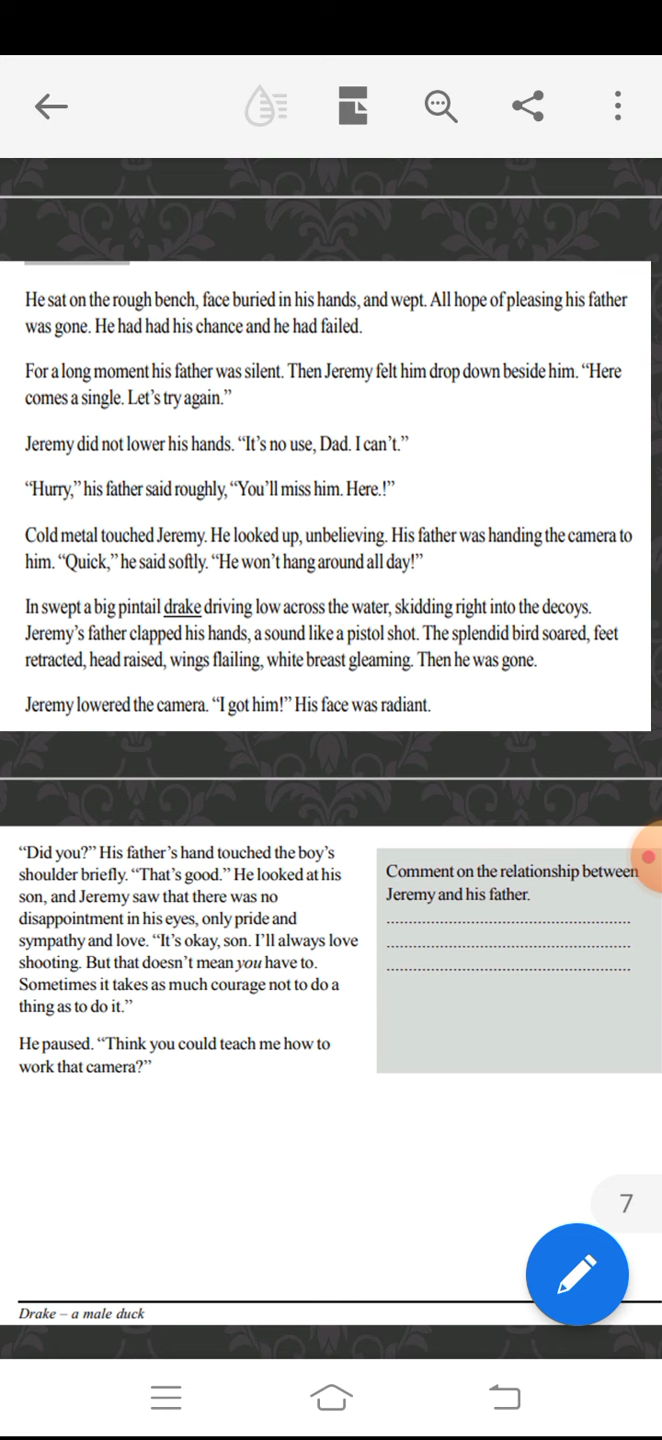 He sat on the rough bench, face buried in his hands, and wept. All hope of pleasing his father
was gone. He had had his chance and he had failed.
For a long moment his father was silent. Then Jeremy felt him drop down beside him. “Here
comes a single. Let’s try again.”
Jeremy did not lower his hands. “It’s no use, Dad. I can’t.”
“Hurry,” his father said roughly, “You’ll miss him. Here.!”
Cold metal touched Jeremy. He looked up, unbelieving. His father was handing the camera to
him. “Quick,” he said softly. “He won’t hang around all day!”
In swept a big pintail drake driving low across the water, skidding right into the decoys.
Jeremy’s father clapped his hands, a sound like a pistol shot. The splendid bird soared, feet
retracted, head raised, wings flailing, white breast gleaming. Then he was gone.
Jeremy lowered the camera. “I got him!” His face was radiant.
“Did you?” His father’s hand touched the boy’s
shoulder briefly. “That’s good.” He looked at his
son, and Jeremy saw that there was no
disappointment in his eyes, only pride and
sympathy and love. “It’s okay, son. I’ll always love
shooting. But that doesn’t mean you have to.
Sometimes it takes as much courage not to do a
thing as to do it.”
He paused. “Think you could teach me how to
work that camera?”
Comment on the relationship between
Jeremy and his father.
7
Drake – a male duck